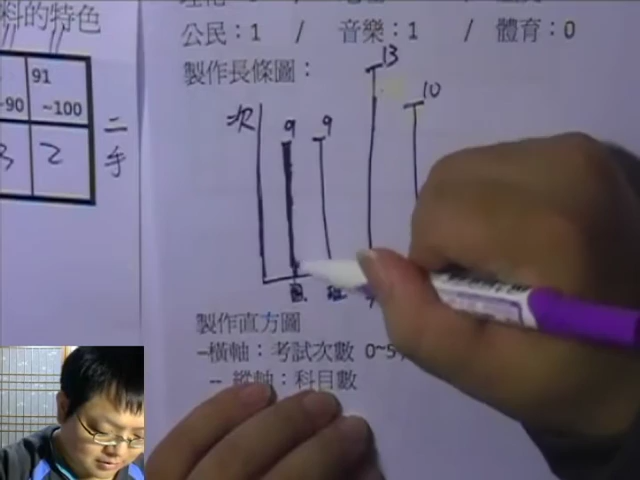 料的特色
公民：1 / 音樂：1 / 體育：0
製作長條圖：
91
~90 ~100
3 2
二手
次 9 9 13 10
製作直方圖
–橫軸：考試次數 0~5,
-- 縱軸：科目數